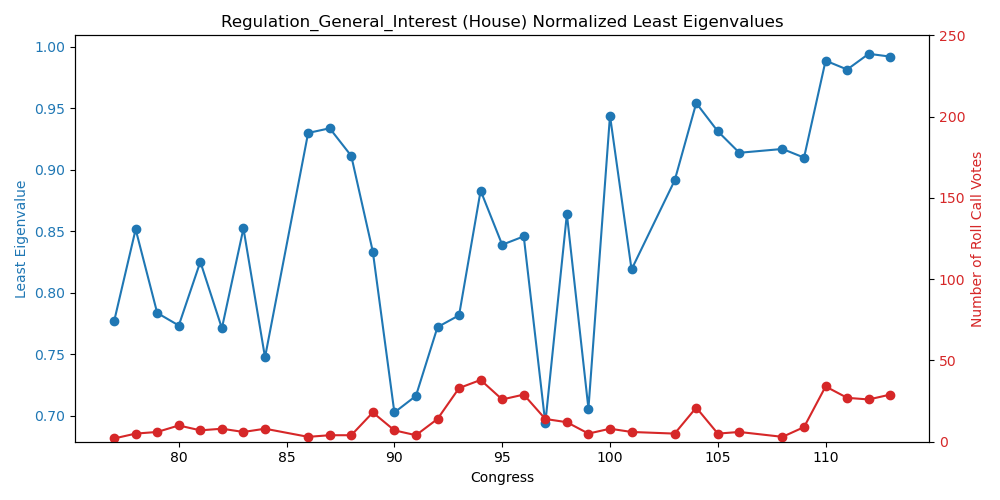 Regulation_General_Interest (House) Normalized Least Eigenvalues
1.00
0.95
0.90
0.85
0.80
0.75
0.70
Least Eigenvalue
250
200
150
100
50
0
Number of Roll Call Votes
80 85 90 95 100 105 110
Congress